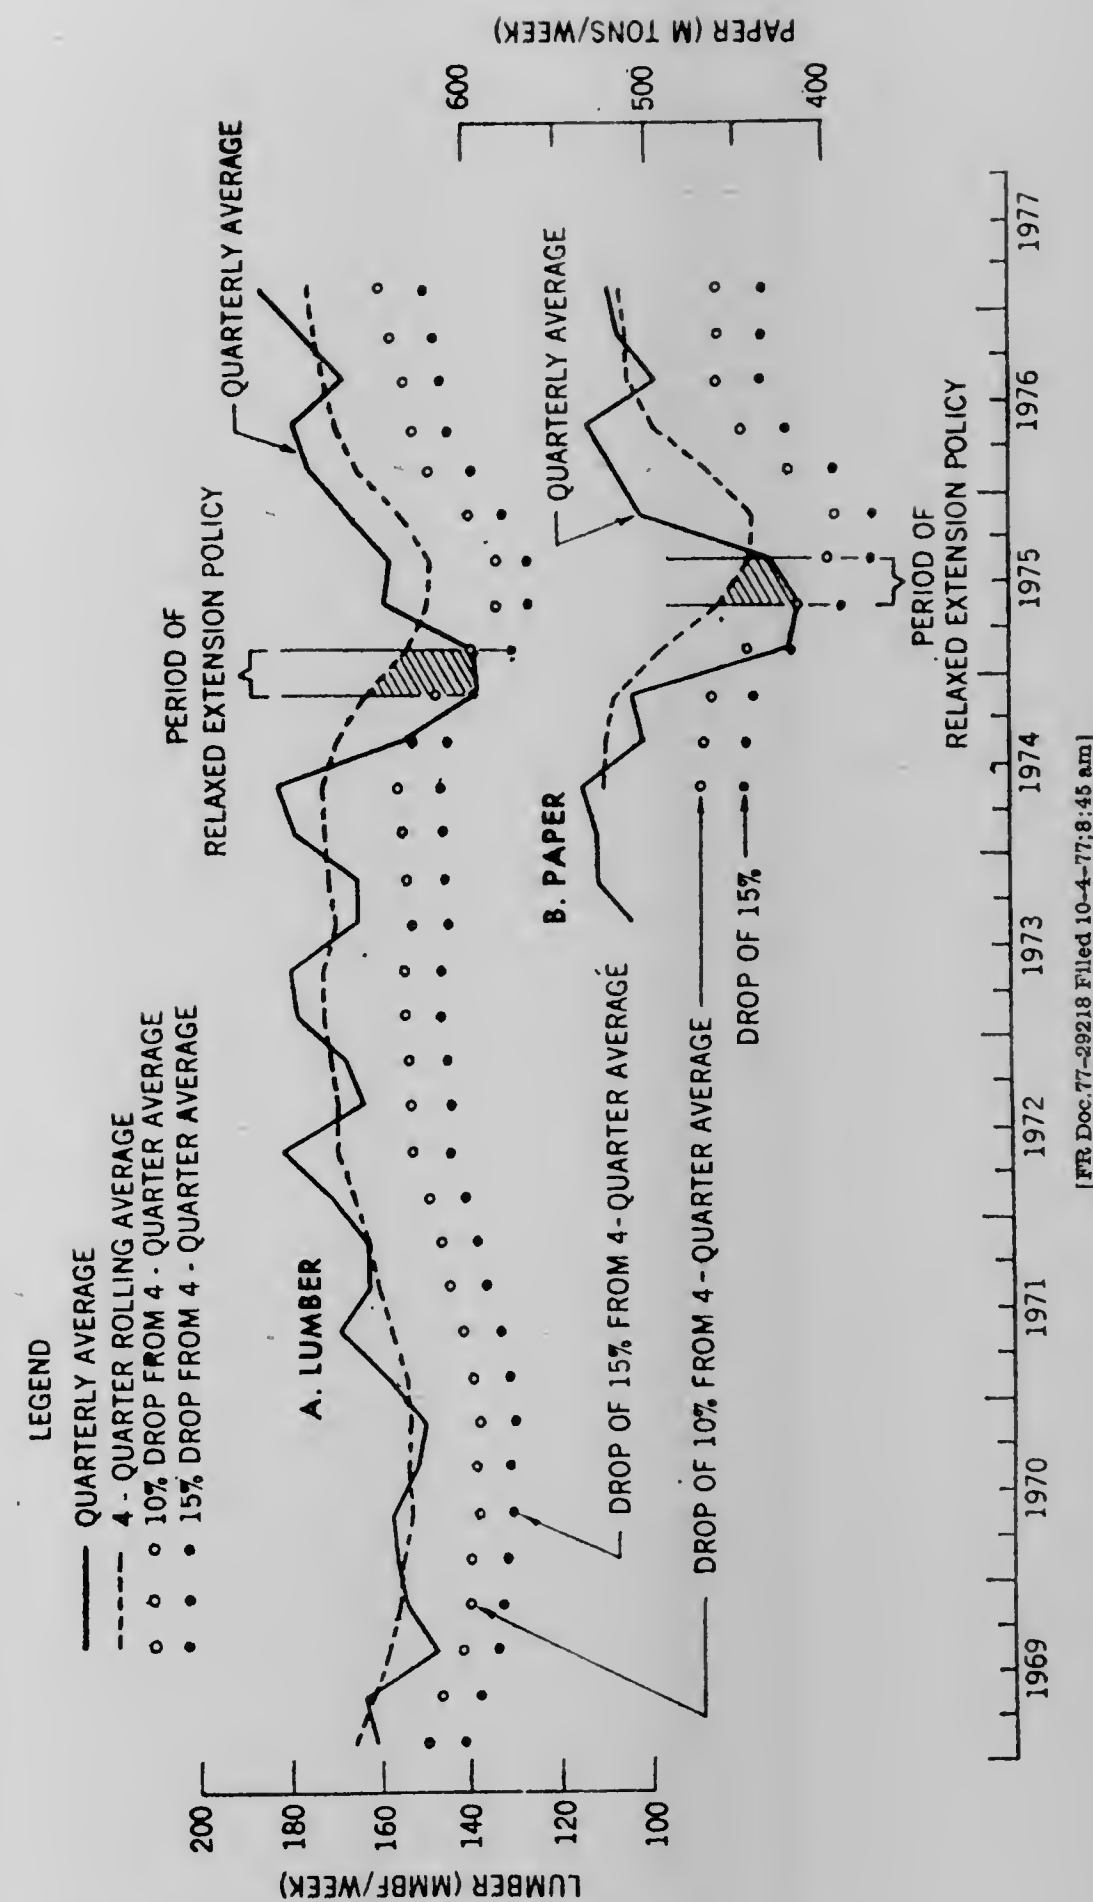 LEGEND
QUARTERLY AVERAGE
4 - QUARTER ROLLING AVERAGE
10% DROP FROM 4 - QUARTER AVERAGE
15% DROP FROM 4 - QUARTER AVERAGE
LUMBER (MMBF/WEEK)
200
180
160
140
120
100
A. LUMBER
PERIOD OF
RELAXED EXTENSION POLICY
QUARTERLY AVERAGE
DROP OF 15% FROM 4-QUARTER AVERAGE
DROP OF 10% FROM 4-QUARTER AVERAGE
DROP OF 15%
B. PAPER
QUARTERLY AVERAGE
PERIOD OF
RELAXED EXTENSION POLICY
PAPER (M TONS/WEEK)
600
500
400
1969
1970
1971
1972
1973
1974
1975
1976
1977
[FR Doc.77-29218 Filed 10-4-77;8:45 am]